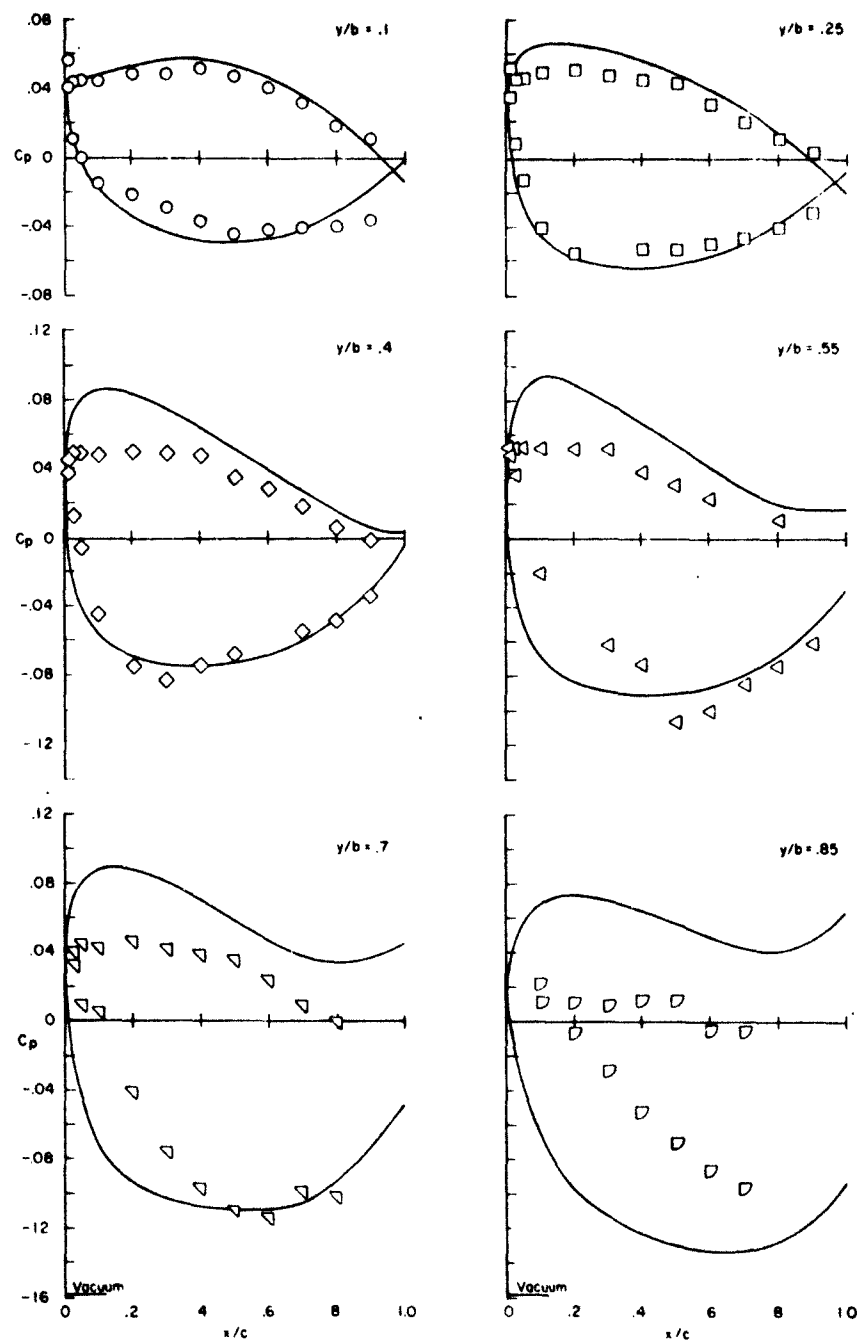 y/b = .1
.08
.04
Cp 0
-.04
-.08
y/b = .25
y/b = .4
.12
.08
04
Cp 0
-.04
-.08
-12
y/b = .55
y/b = .7
.12
.08
.04
0
Cp
-.04
-.08
-.12
-16
Vacuum
0 .2 .4 .6 .8 1.0
x/c
y/b = .85
.0 .2 .4 .6 .8 1.0
x/c